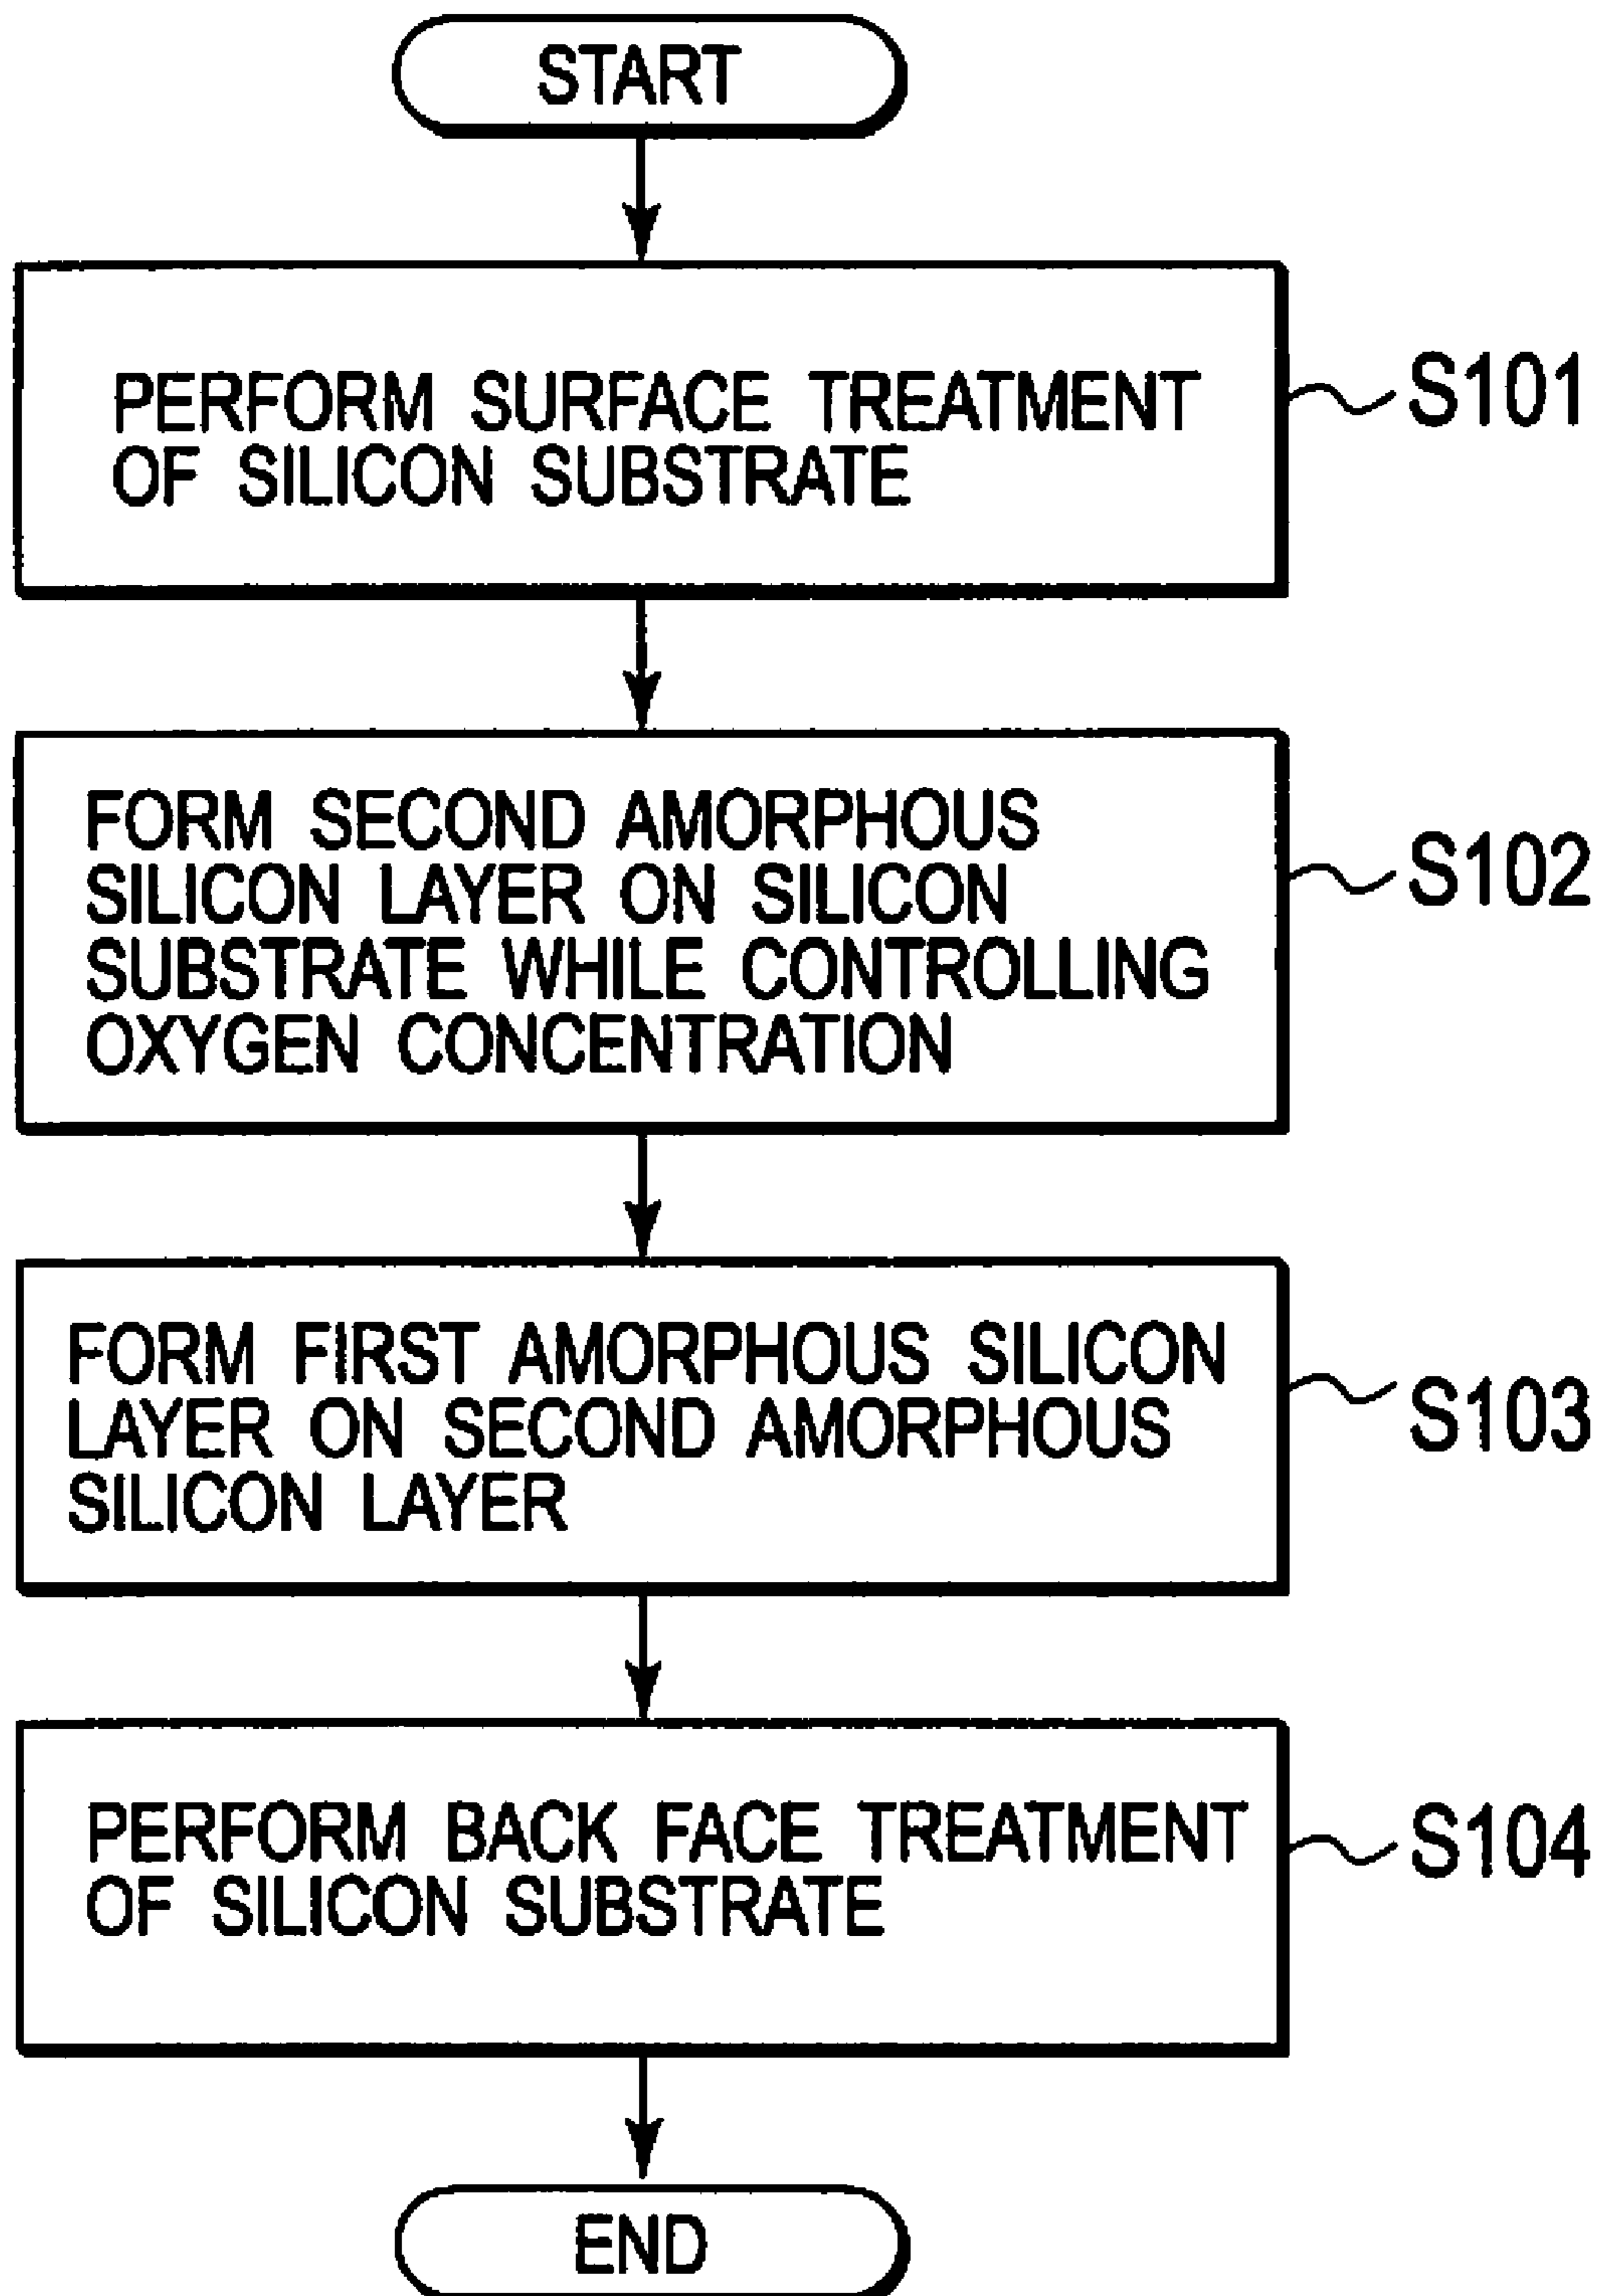 START
PERFORM SURFACE TREATMENT
OF SILICON SUBSTRATE
S101
FORM SECOND AMORPHOUS
SILICON LAYER ON SILICON
SUBSTRATE WHILE CONTROLLING
OXYGEN CONCENTRATION
S102
FORM FIRST AMORPHOUS SILICON
LAYER ON SECOND AMORPHOUS
SILICON LAYER
S103
PERFORM BACK FACE TREATMENT
OF SILICON SUBSTRATE
S104
END